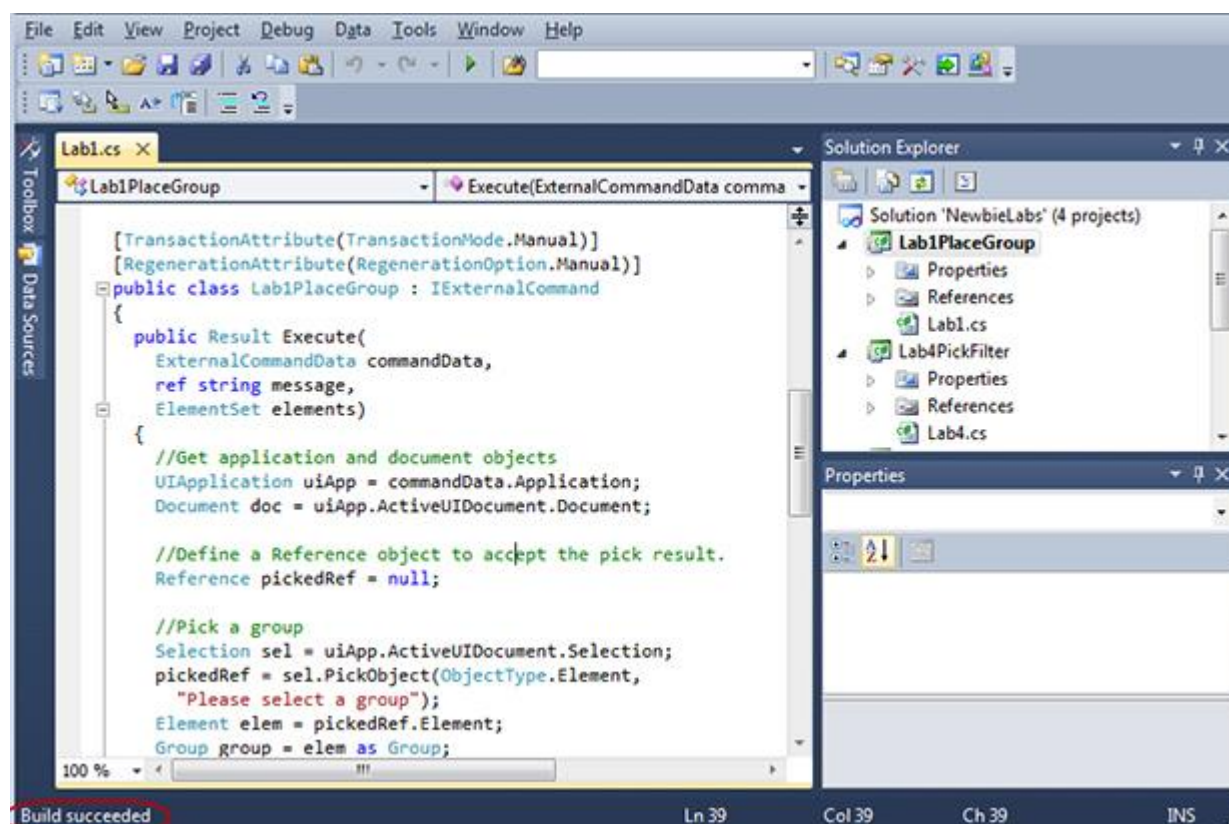 File Edit View Project Debug Data Tools Window Help
Toolbox
Data Sources
Lab1.cs
Lab1PlaceGroup
Execute(ExternalCommandData comma
[TransactionAttribute(TransactionMode.Manual)]
[RegenerationAttribute(RegenerationOption.Manual)]
public class Lab1PlaceGroup : IExternalCommand
{
public Result Execute(
ExternalCommandData commandData,
ref string message,
ElementSet elements)
{
//Get application and document objects
UIApplication uiApp = commandData.Application;
Document doc = uiApp.ActiveUIDocument.Document;
//Define a Reference object to accept the pick result.
Reference pickedRef = null;
//Pick a group
Selection sel = uiApp.ActiveUIDocument.Selection;
pickedRef = sel.PickObject(ObjectType.Element,
"Please select a group");
Element elem = pickedRef.Element;
Group group = elem as Group;
100 %
Solution Explorer
Solution 'NewbieLabs' (4 projects)
Lab1PlaceGroup
Properties
References
Lab1.cs
Lab4PickFilter
Properties
References
Lab4.cs
Properties
Build succeeded
Ln 39
Col 39
Ch 39
INS